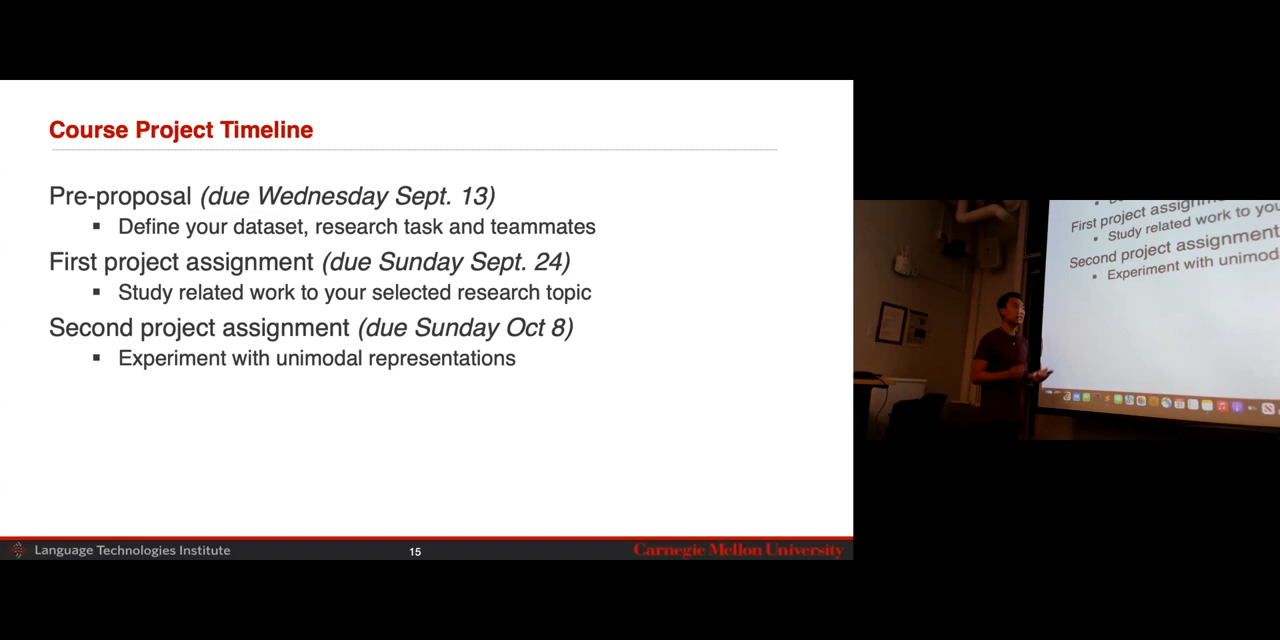 Course Project Timeline
Pre-proposal (due Wednesday Sept. 13)
▪ Define your dataset, research task and teammates
First project assignment (due Sunday Sept. 24)
▪ Study related work to your selected research topic
Second project assignment (due Sunday Oct 8)
▪ Experiment with unimodal representations
Language Technologies Institute
15
Carnegie Mellon University
First project assignm
▪ Study related work to you
Second project assignment
▪ Experiment with unimoda